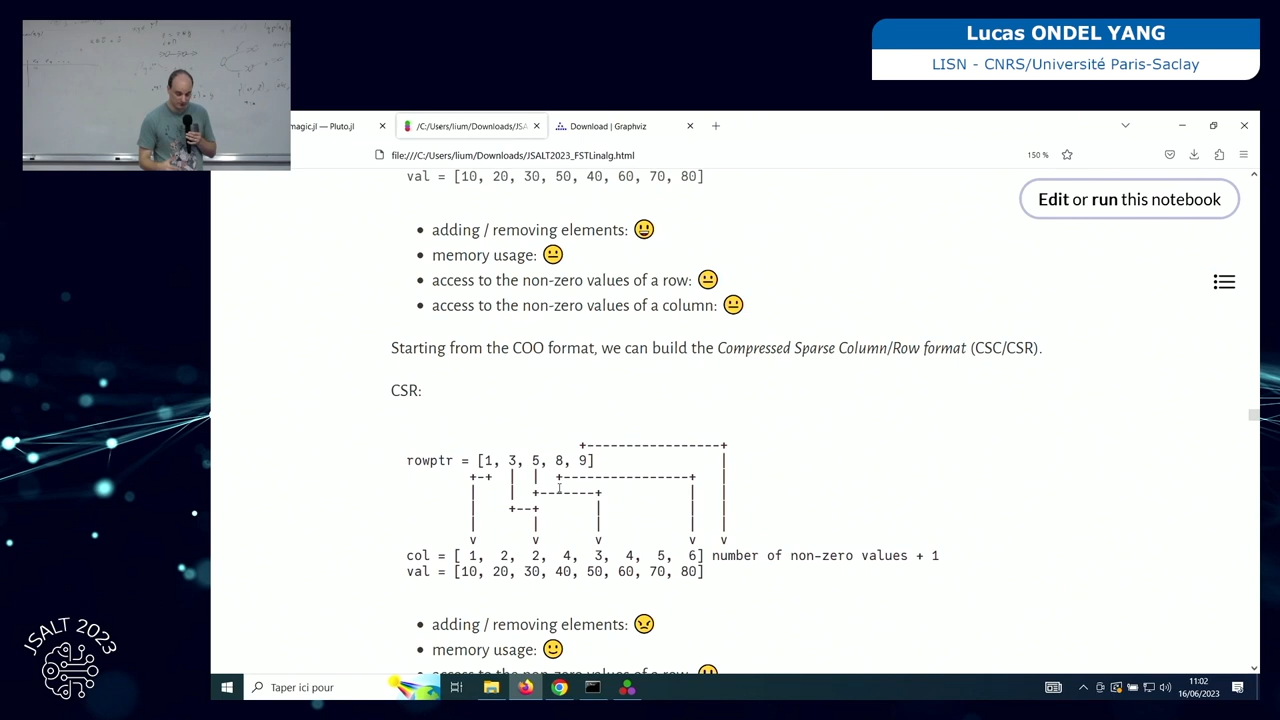 Lucas ONDEL YANG
LISN - CNRS/Université Paris-Saclay
magic.jl — Pluto.jl
/C:/Users/lium/Downloads/JSA
Download | Graphviz
file:///C:/Users/lium/Downloads/JSALT2023_FSTLinalg.html
150 %
val = [10, 20, 30, 50, 40, 60, 70, 80]
Edit or run this notebook
• adding / removing elements: 😃
• memory usage: 😐
• access to the non-zero values of a row: 😐
• access to the non-zero values of a column: 😐
Starting from the COO format, we can build the Compressed Sparse Column/Row format (CSC/CSR).
CSR:
rowptr = [1, 3, 5, 8, 9]
col = [ 1, 2, 2, 4, 3, 4, 5, 6] number of non-zero values + 1
val = [10, 20, 30, 40, 50, 60, 70, 80]
• adding / removing elements: 😠
• memory usage: 🙂
JSALT 2023
Taper ici pour
11:02
16/06/2023